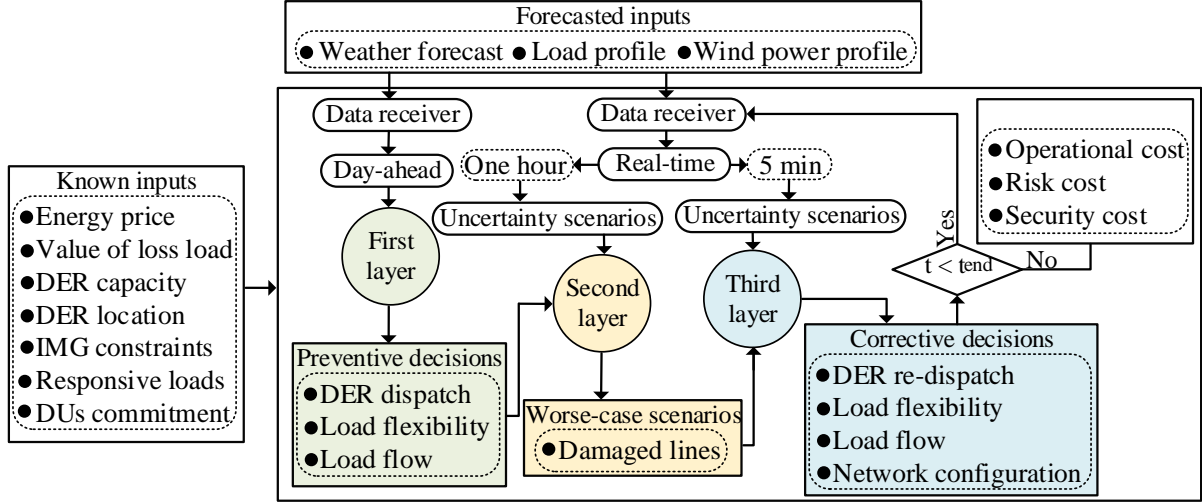 Forecasted inputs
● Weather forecast ● Load profile ● Wind power profile
Known inputs
● Energy price
● Value of loss load
● DER capacity
● DER location
● IMG constraints
● Responsive loads
● DUs commitment
Data receiver
Day-ahead
First
layer
Preventive decisions
● DER dispatch
● Load flexibility
● Load flow
Data receiver
One hour
Real-time
5 min
Uncertainty scenarios
Uncertainty scenarios
Second
layer
Worse-case scenarios
● Damaged lines
Third
layer
Corrective decisions
● DER re-dispatch
● Load flexibility
● Load flow
● Network configuration
t < tend
Yes
No
● Operational cost
● Risk cost
● Security cost